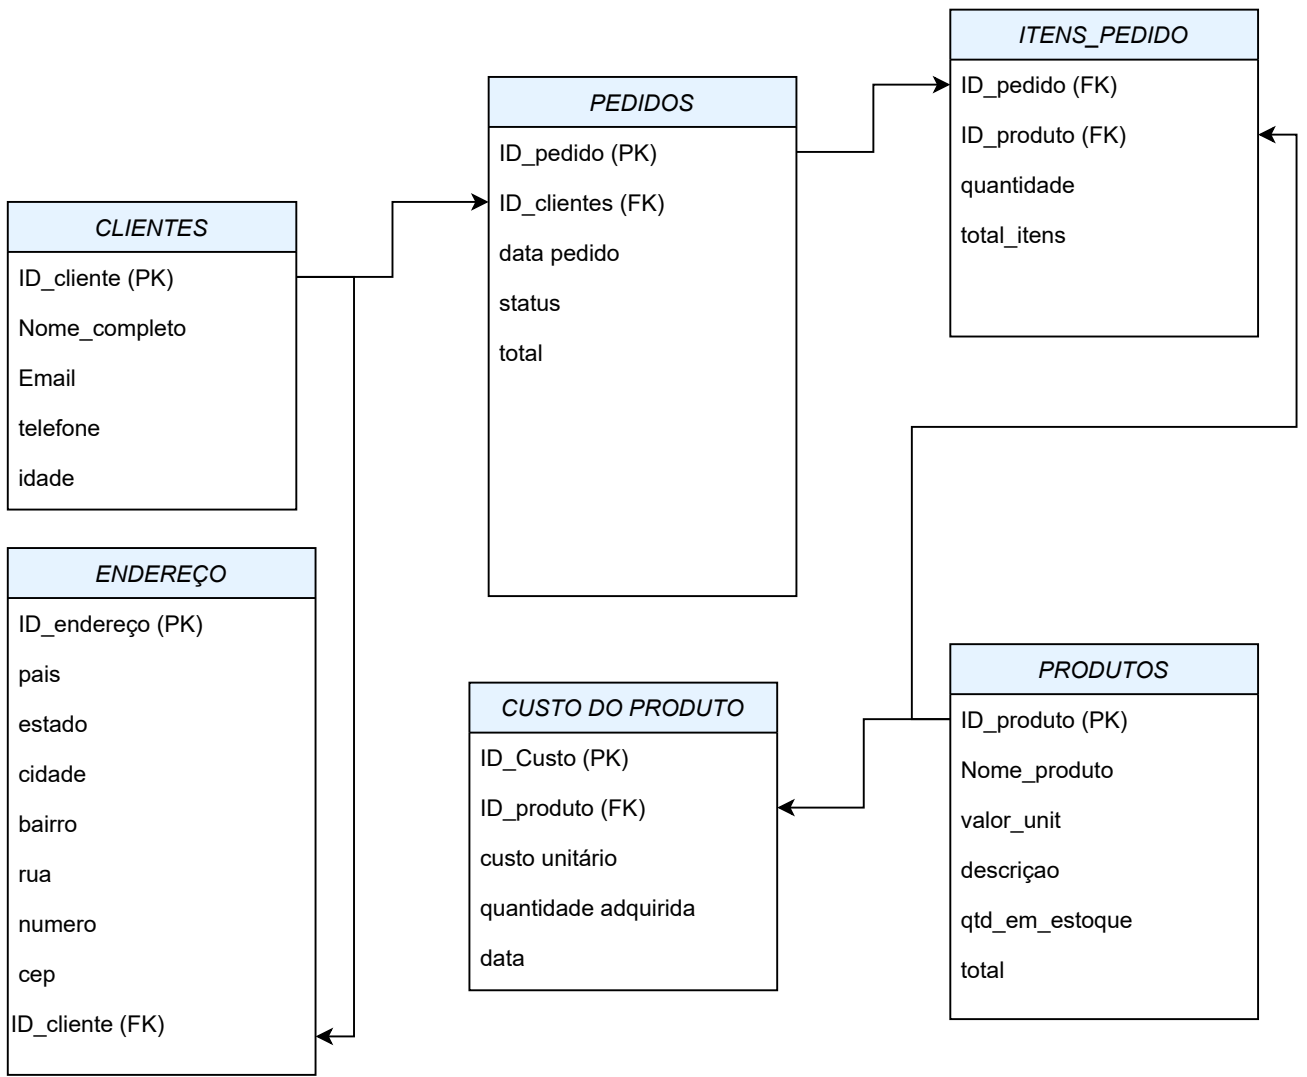 CLIENTES
ID_cliente (PK)
Nome_completo
Email
telefone
idade
ENDEREÇO
ID_endereço (PK)
pais
estado
cidade
bairro
rua
numero
cep
ID_cliente (FK)
PEDIDOS
ID_pedido (PK)
ID_clientes (FK)
data pedido
status
total
CUSTO DO PRODUTO
ID_Custo (PK)
ID_produto (FK)
custo unitário
quantidade adquirida
data
ITENS_PEDIDO
ID_pedido (FK)
ID_produto (FK)
quantidade
total_itens
PRODUTOS
ID_produto (PK)
Nome_produto
valor_unit
descriçao
qtd_em_estoque
total